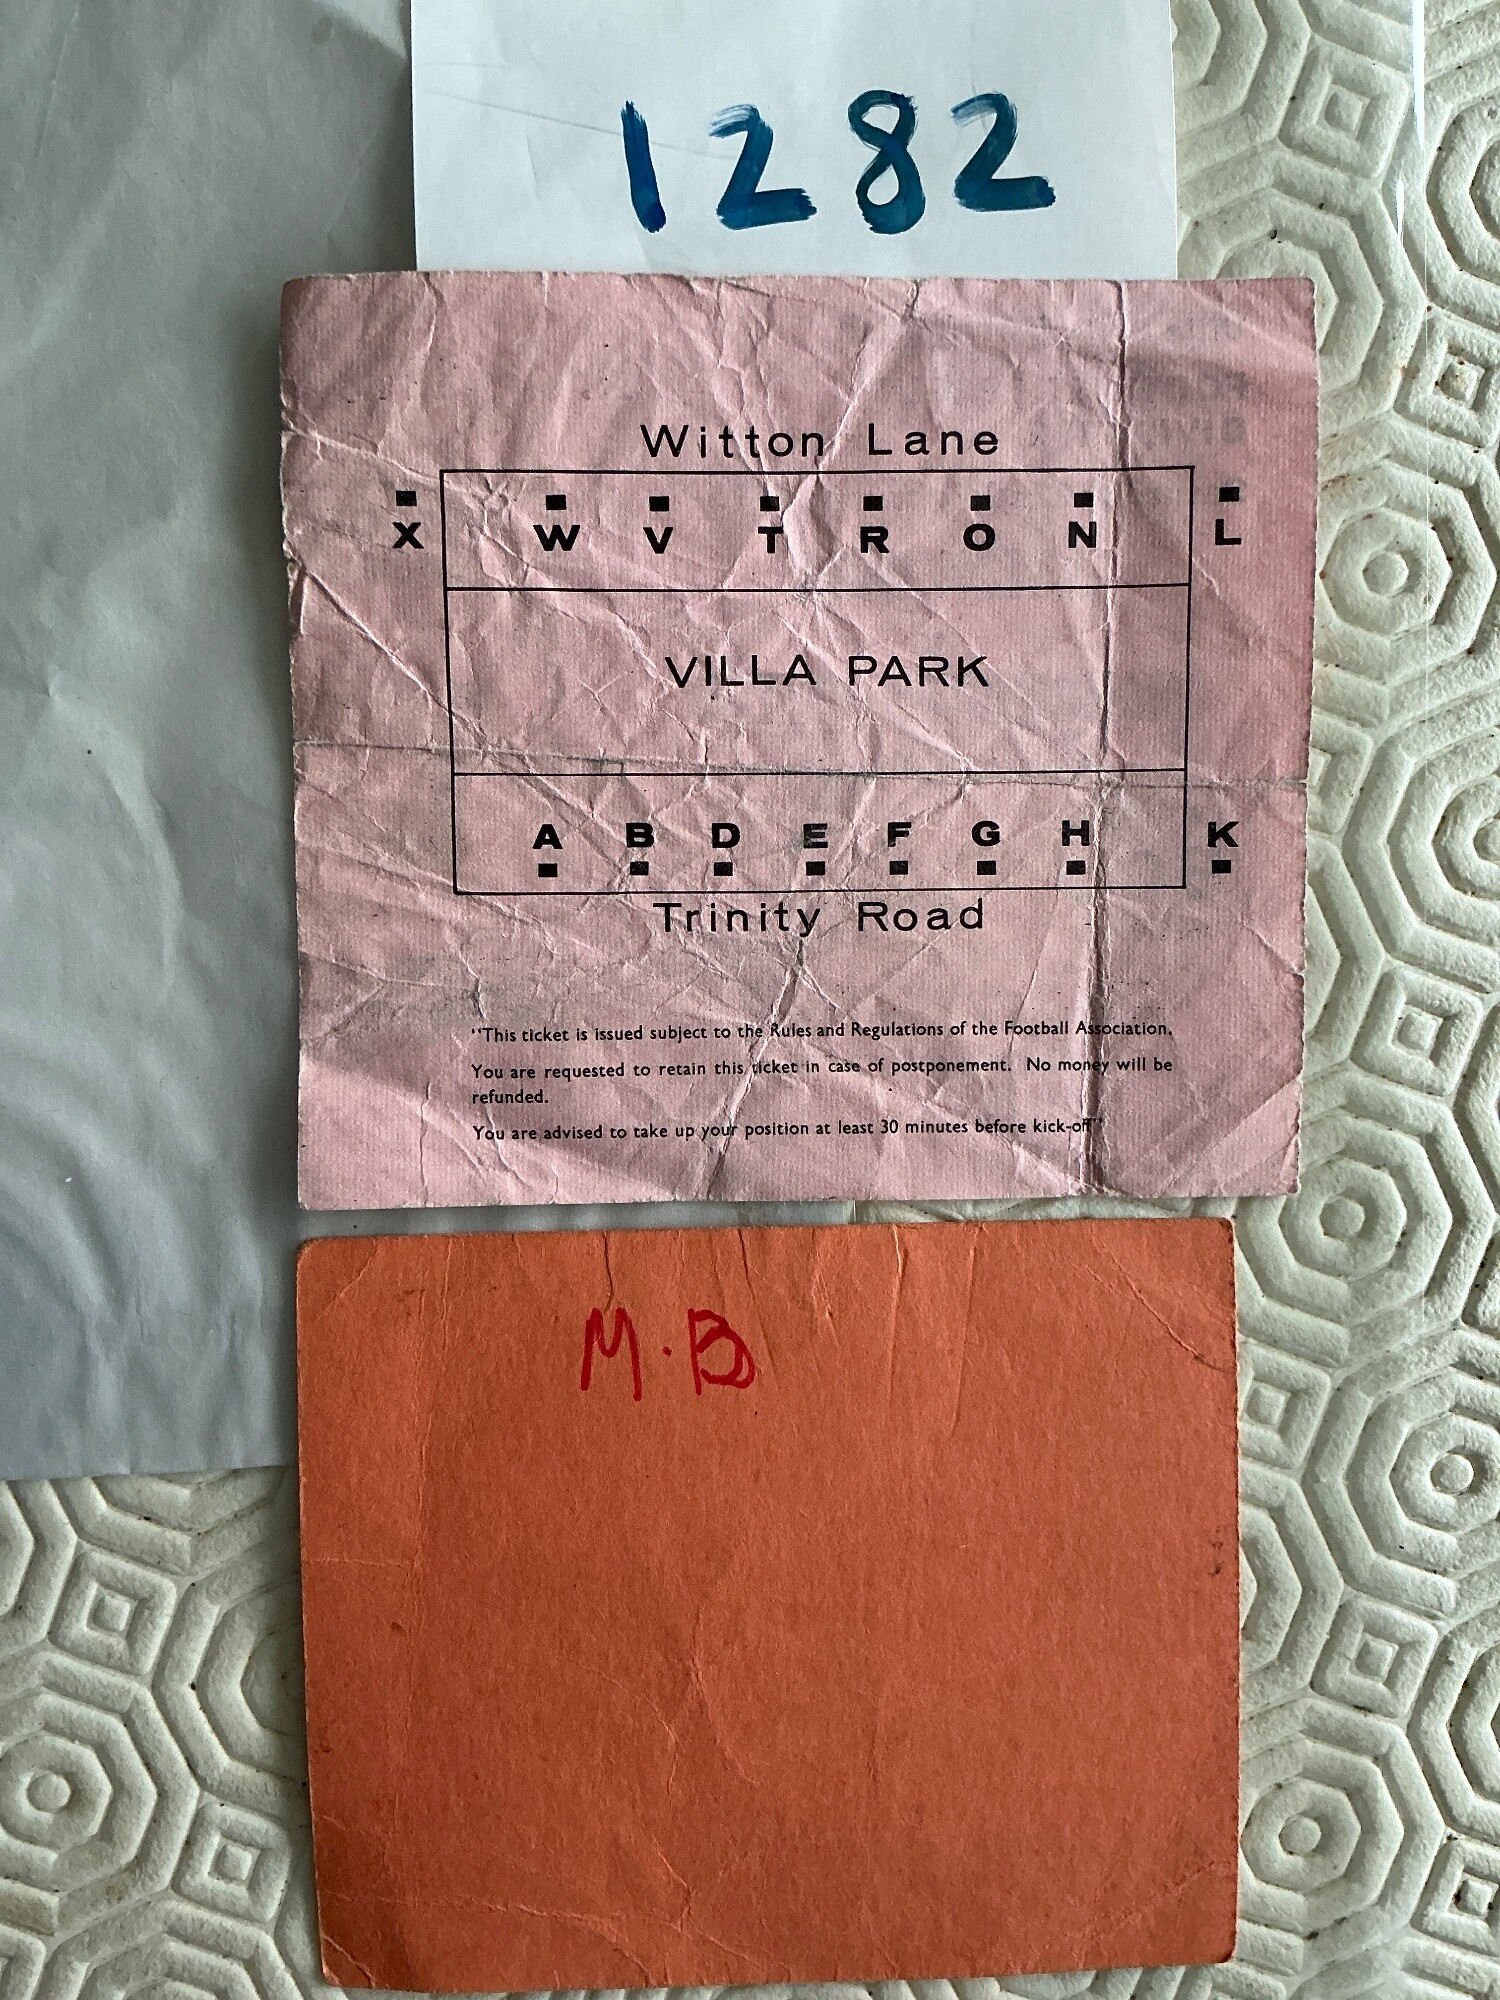 1282
Witton Lane
X W V T R O N L
VILLA PARK
A B D E F G H K
Trinity Road
"This ticket is issued subject to the Rules and Regulations of the Football Association.
You are requested to retain this ticket in case of postponement. No money will be
refunded.
You are advised to take up your position at least 30 minutes before kick-off"
M.B